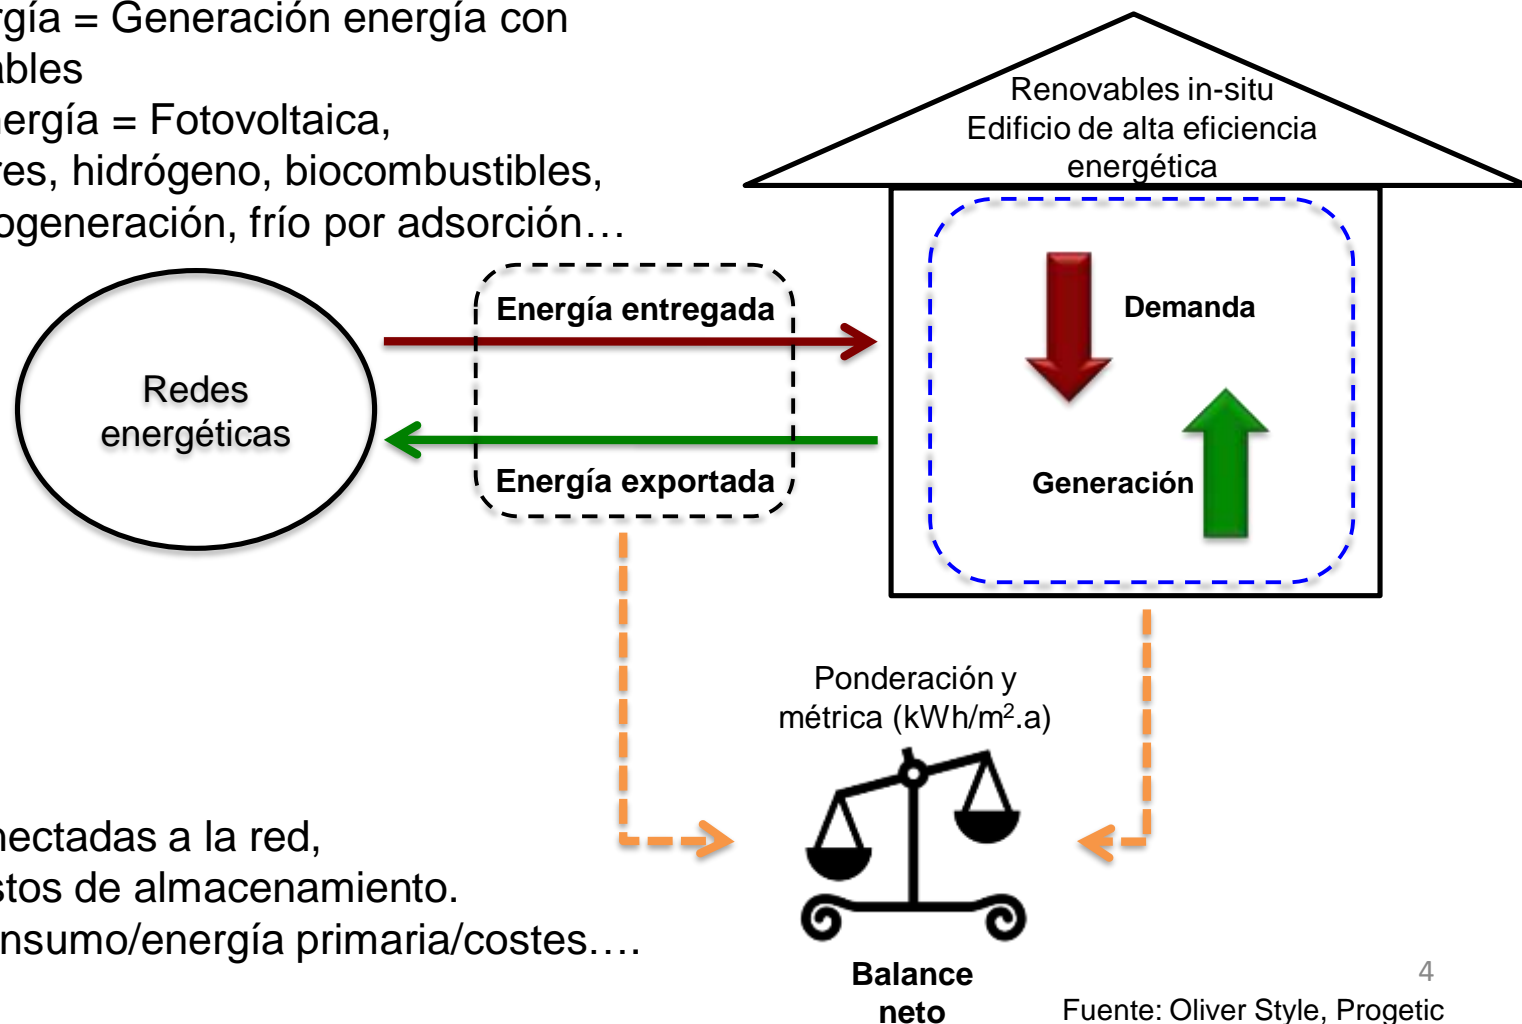 rgía = Generación energía con
ables
nergía = Fotovoltaica,
res, hidrógeno, biocombustibles,
ogeneración, frío por adsorción…
Renovables in-situ
Edificio de alta eficiencia
energética
Energía entregada
Demanda
Redes
energéticas
Energía exportada
Generación
Ponderación y
métrica (kWh/m².a)
nectadas a la red,
stos de almacenamiento.
nsumo/energía primaria/costes….
Balance
neto
4
Fuente: Oliver Style, Progetic